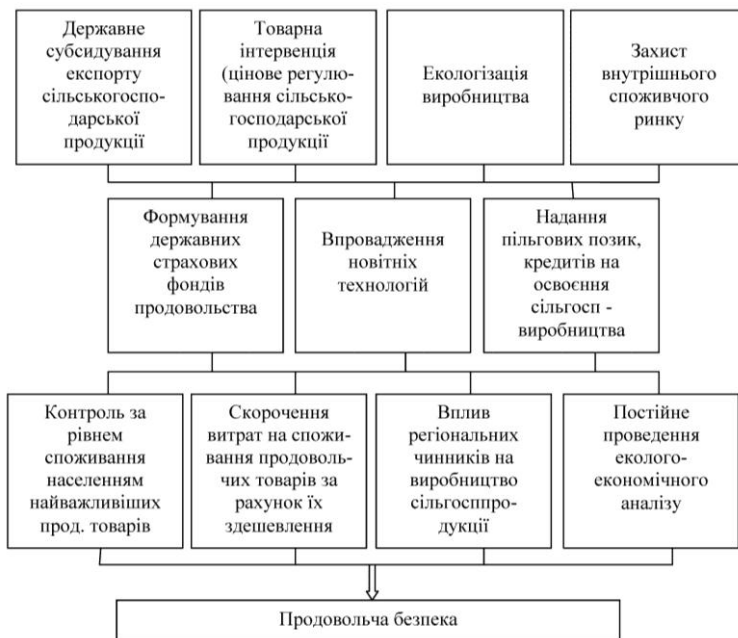 Державне
субсидування
експорту
сільськогоспо-
дарської
продукції
Товарна
інтервенція
(цінове регулю-
вання сільсько-
господарської
продукції
Екологізація
виробництва
Захист
внутрішнього
споживчого
ринку
Формування
державних
страхових
фондів
продовольства
Впровадження
новітніх
технологій
Надання
пільгових позик,
кредитів на
освоєння
сільгосп -
виробництва
Контроль за
рівнем
споживання
населенням
найважливіших
прод. товарів
Скорочення
витрат на спожи-
вання продоволь-
чих товарів за
рахунок їх
здешевлення
Вплив
регіональних
чинників на
виробництво
сільгосппро-
дукції
Постійне
проведення
еколого-
економічного
аналізу
Продовольча безпека